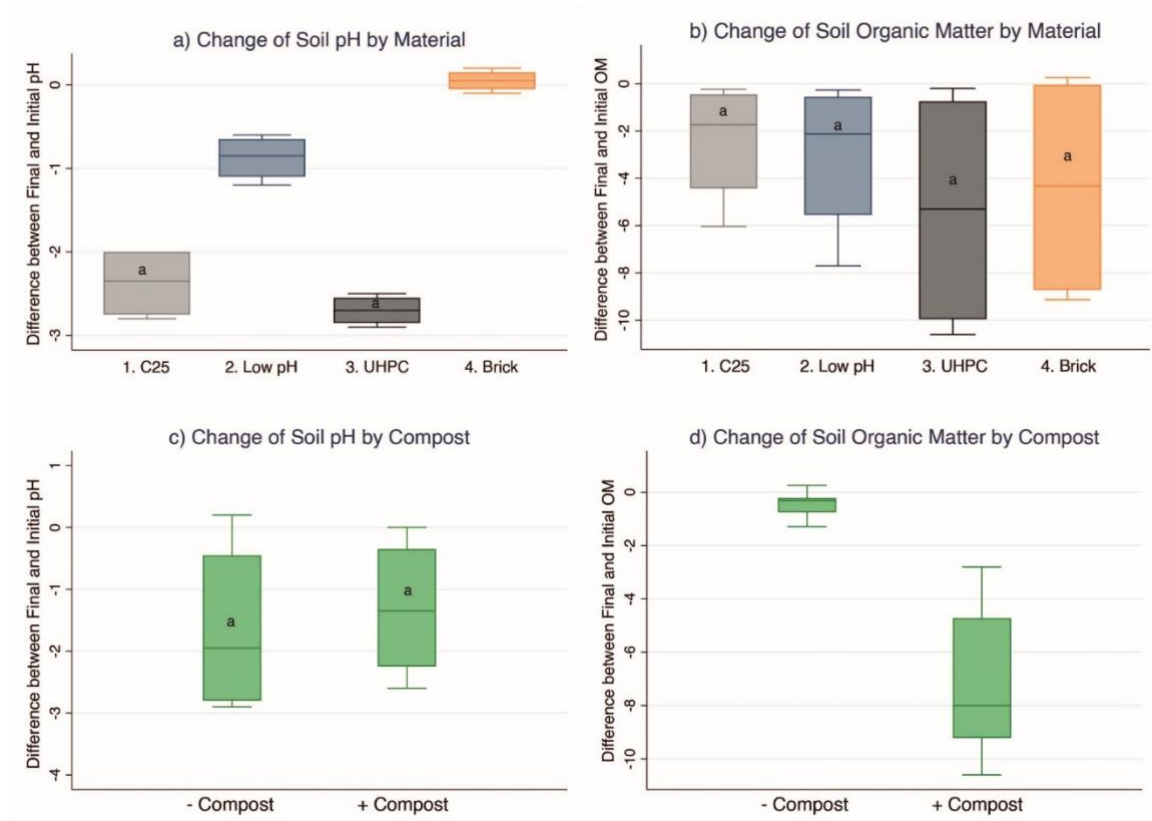 a) Change of Soil pH by Material
Difference between Final and Initial pH
0
-1
-2
-3
a
a
1. C25 2. Low pH 3. UHPC 4. Brick
b) Change of Soil Organic Matter by Material
Difference between Final and Initial OM
0
-2
-4
-6
-8
-10
a
a
a
a
1. C25 2. Low pH 3. UHPC 4. Brick
c) Change of Soil pH by Compost
Difference between Final and Initial pH
1
0
-1
-2
-3
-4
a
a
- Compost + Compost
d) Change of Soil Organic Matter by Compost
Difference between Final and Initial OM
0
-2
-4
-6
-8
-10
- Compost + Compost